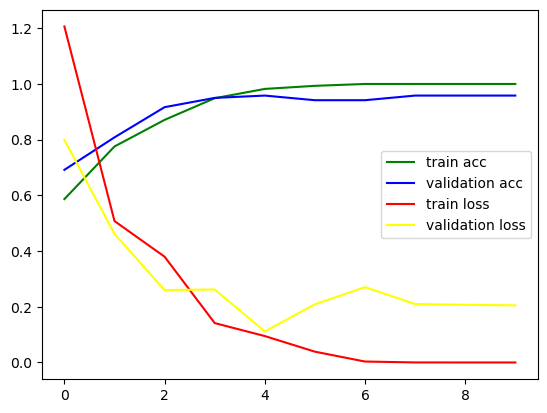 1.2
1.0
0.8
0.6
0.4
0.2
0.0
train acc
validation acc
train loss
validation loss
0 2 4 6 8